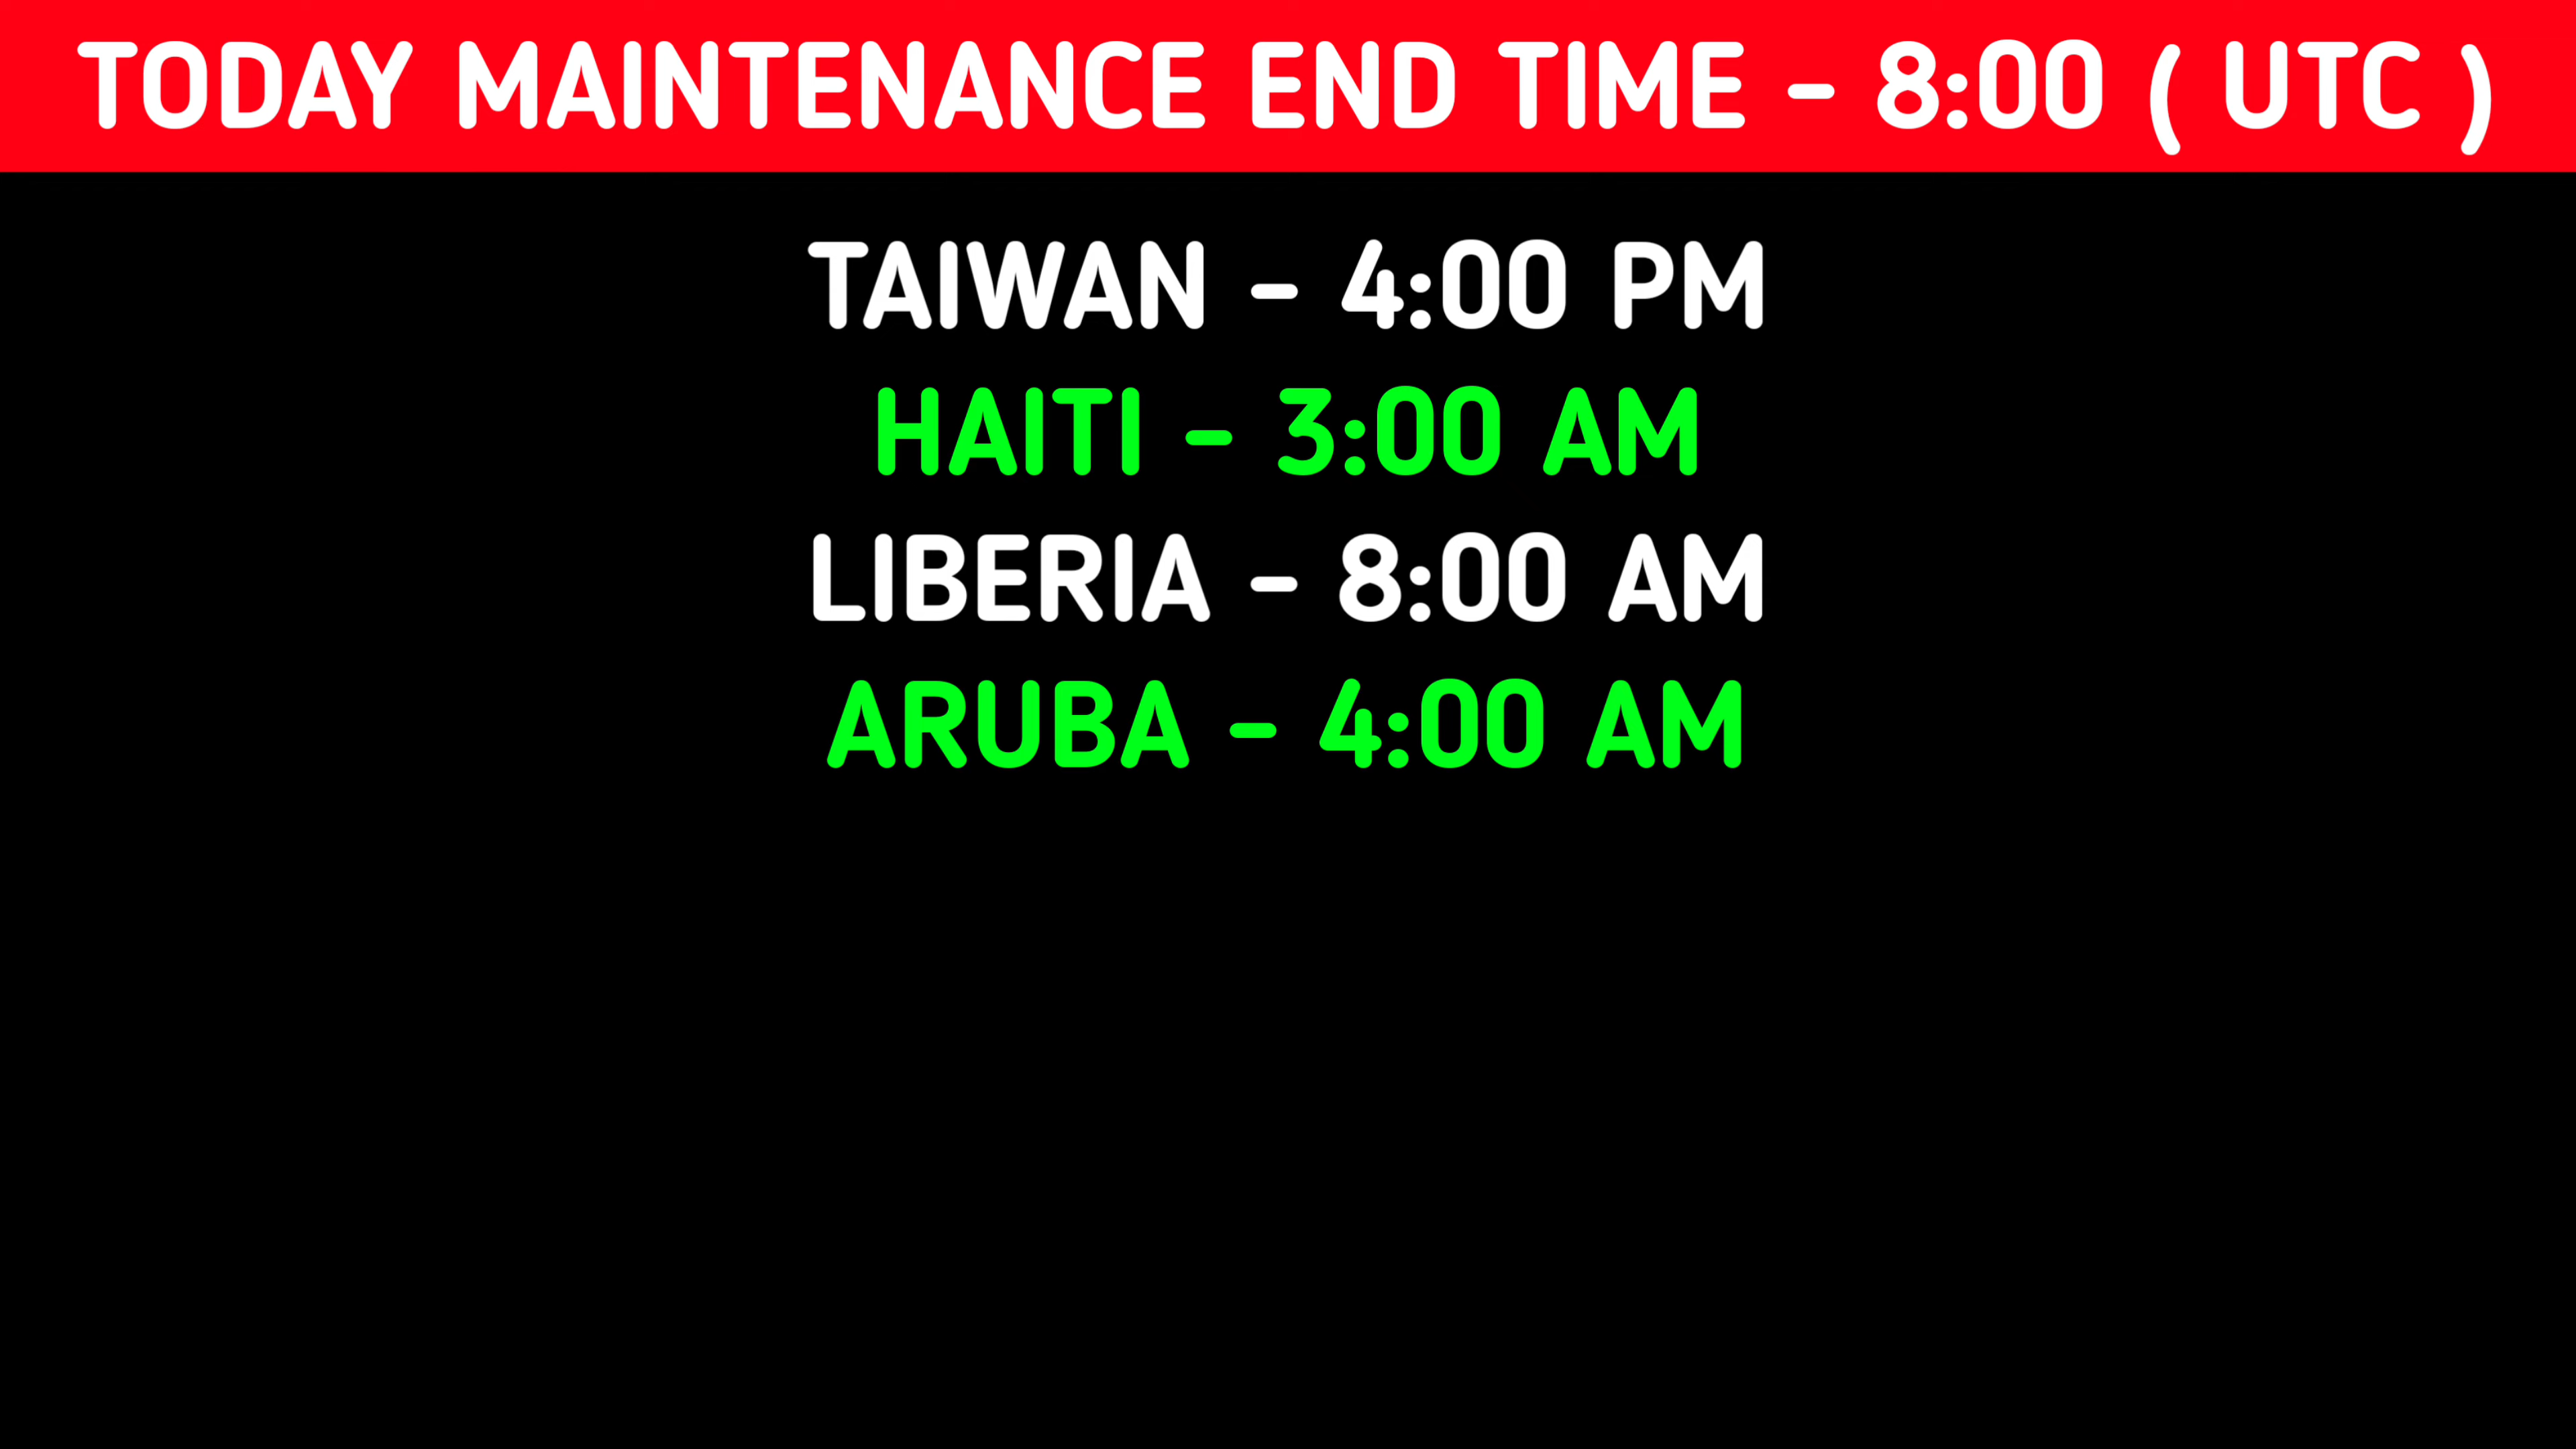 TODAY MAINTENANCE END TIME - 8:00 ( UTC )
TAIWAN - 4:00 PM
HAITI - 3:00 AM
LIBERIA - 8:00 AM
ARUBA - 4:00 AM